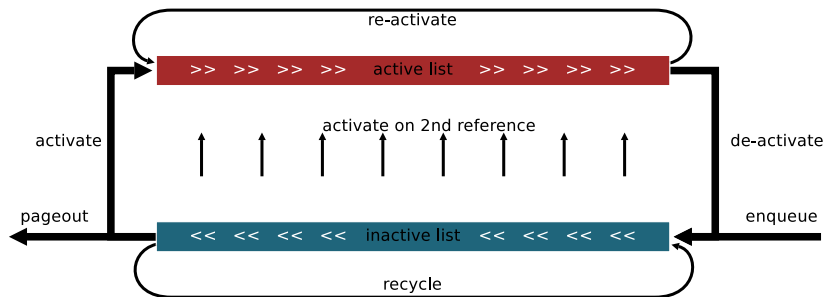 re-activate
>> >> >> >> active list >> >> >> >>
activate on 2nd reference
activate
de-activate
pageout
enqueue
<< << << << inactive list << << << <<
recycle